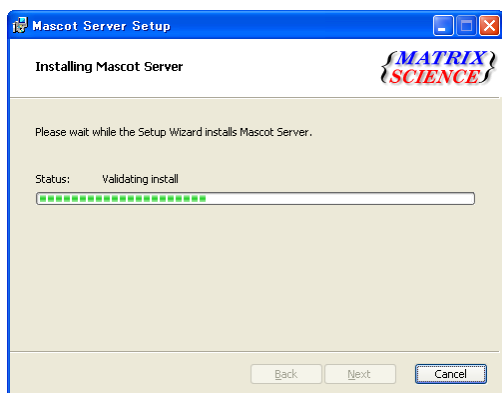 Mascot Server Setup
Installing Mascot Server
{MATRIX}
{SCIENCE}
Please wait while the Setup Wizard installs Mascot Server.
Status: Validating install
Back Next Cancel